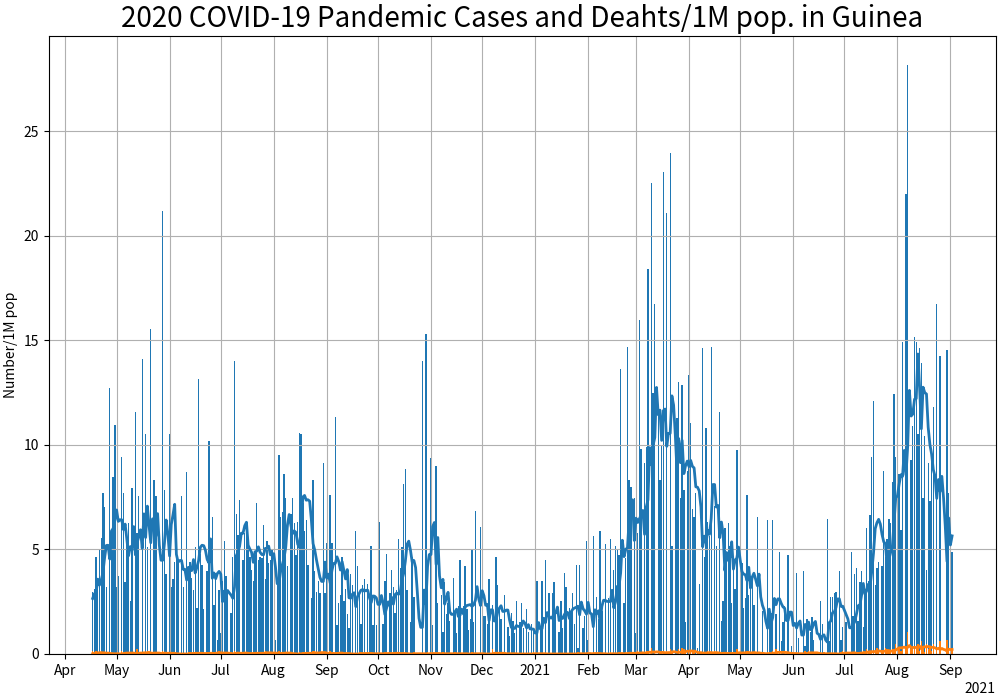 2020 COVID-19 Pandemic Cases and Deahts/1M pop. in Guinea
Number/1M pop
25
20
15
10
5
0
Apr May Jun Jul Aug Sep Oct Nov Dec 2021 Feb Mar Apr May Jun Jul Aug Sep
2021